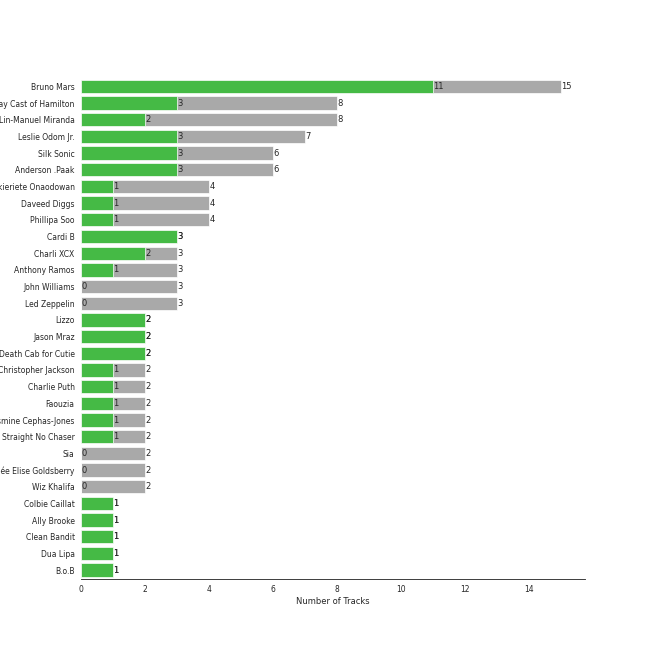 Bruno Mars 11 15
ay Cast of Hamilton 3 8
Lin-Manuel Miranda 2 8
Leslie Odom Jr. 3 7
Silk Sonic 3 6
Anderson .Paak 3 6
kieriete Onaodowan 1 4
Daveed Diggs 1 4
Phillipa Soo 1 4
Cardi B 3
Charli XCX 2 3
Anthony Ramos 1 3
John Williams 0 3
Led Zeppelin 0 3
Lizzo 2
Jason Mraz 2
Death Cab for Cutie 2
Christopher Jackson 1 2
Charlie Puth 1 2
Faouzia 1 2
smine Cephas-Jones 1 2
Straight No Chaser 1 2
Sia 0 2
ée Elise Goldsberry 0 2
Wiz Khalifa 0 2
Colbie Caillat 1
Ally Brooke 1
Clean Bandit 1
Dua Lipa 1
B.o.B 1
0 2 4 6 8 10 12 14
Number of Tracks